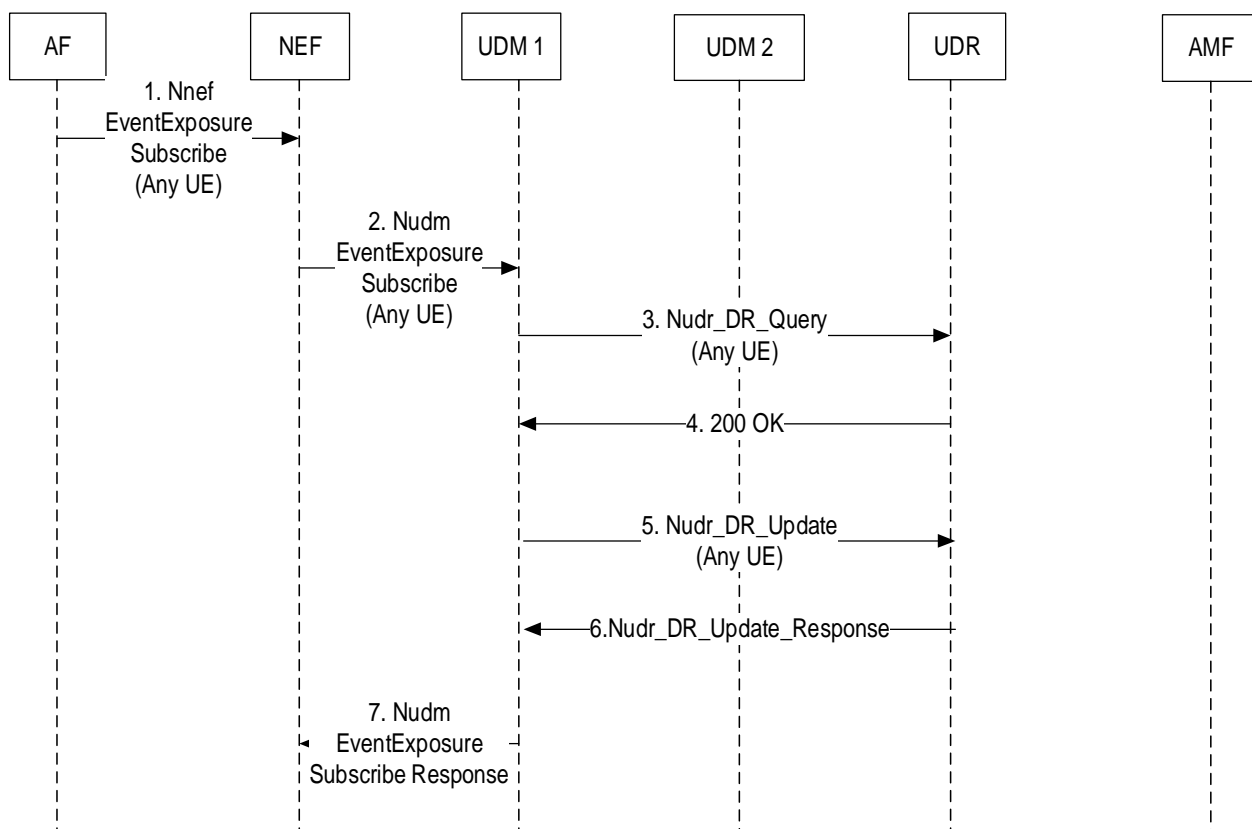 AF
NEF
UDM 1
UDM 2
UDR
AMF
1. Nnef
EventExposure
Subscribe
(Any UE)
2. Nudm
EventExposure
Subscribe
(Any UE)
3. Nudr_DR_Query
(Any UE)
4. 200 OK
5. Nudr_DR_Update
(Any UE)
6.Nudr_DR_Update_Response
7. Nudm
EventExposure
Subscribe Response